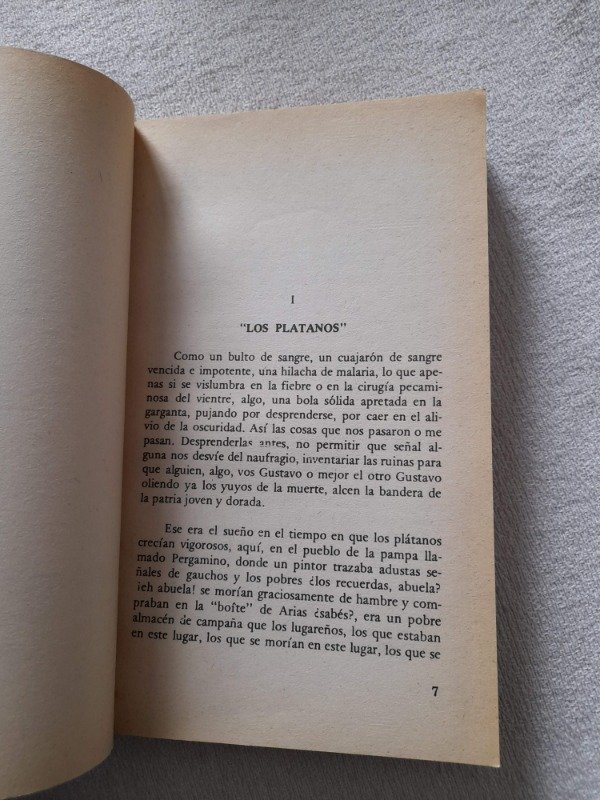 I
"LOS PLATANOS"
Como un bulto de sangre, un cuajarón de sangre
vencida e impotente, una hilacha de malaria, lo que ape-
nas si se vislumbra en la fiebre o en la cirugía pecami-
nosa del vientre, algo, una bola sólida apretada en la
garganta, pujando por desprenderse, por caer en el ali-
vio de la oscuridad. Así las cosas que nos pasaron o me
pasan. Desprenderlas antes, no permitir que señal al-
guna nos desvíe del naufragio, inventariar las ruinas para
que alguien, algo, vos Gustavo o mejor el otro Gustavo
oliendo ya los yuyos de la muerte, alcen la bandera de
la patria joven y dorada.
Ese era el sueño en el tiempo en que los plátanos
crecían vigorosos, aquí, en el pueblo de la pampa lla-
mado Pergamino, donde un pintor trazaba adustas se-
ñales de gauchos y los pobres ¿los recuerdas, abuela?
¡eh abuela! se morían graciosamente de hambre y com-
praban en la "boîte" de Arias ¿sabés?, era un pobre
almacén de campaña que los lugareños, los que estaban
en este lugar, los que se morían en este lugar, los que se
7